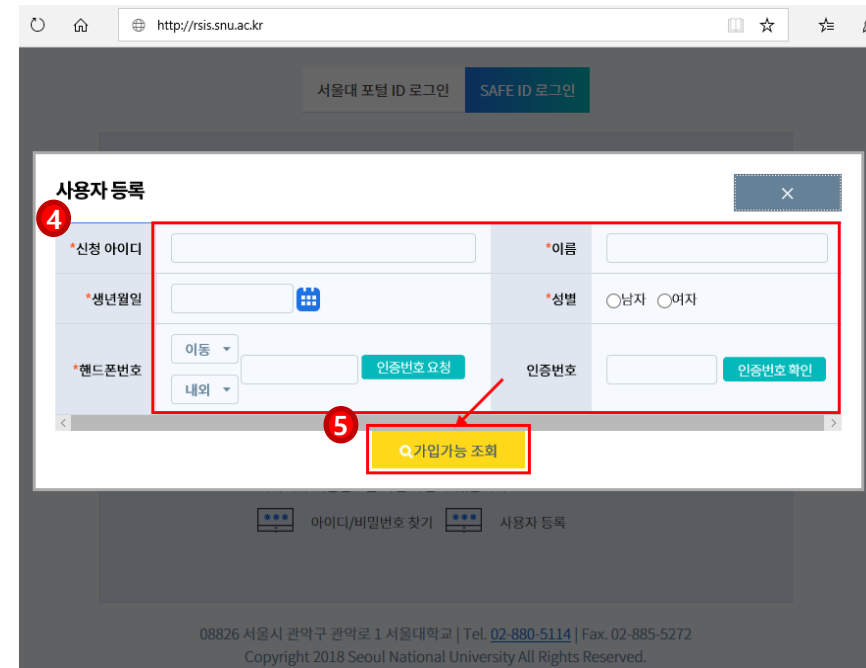 http://rsis.snu.ac.kr
서울대 포털 ID 로그인 SAFE ID 로그인
사용자 등록
4
*신청 아이디 *이름
*생년월일 *성별 남자 여자
*핸드폰번호 이동 내외 인증번호 요청 인증번호 인증번호 확인
5
가입가능 조회
아이디/비밀번호 찾기 사용자 등록
08826 서울시 관악구 관악로 1 서울대학교 | Tel. 02-880-5114 | Fax. 02-885-5272
Copyright 2018 Seoul National University All Rights Reserved.